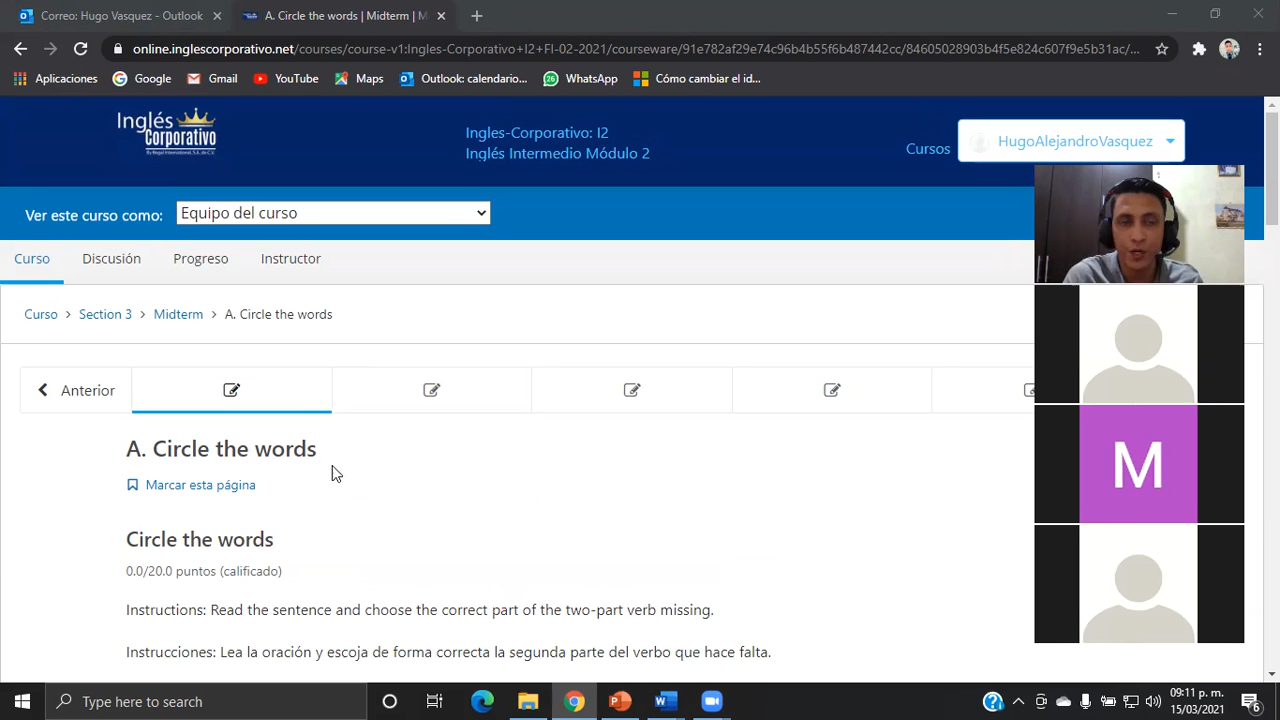 Correo: Hugo Vasquez - Outlook
A. Circle the words | Midterm | M
online.inglescorporativo.net/courses/course-v1:Ingles-Corporativo+I2+FI-02-2021/courseware/91e782af29e74c96b4b55f6b487442cc/84605028903b4f5e824c607f9e5b31ac/...
Aplicaciones
Google
Gmail
YouTube
Maps
Outlook: calendario...
26
WhatsApp
Cómo cambiar el id...
Inglés
Corporativo
By Regal International, S.A. de C.V.
Ingles-Corporativo: I2
Inglés Intermedio Módulo 2
Cursos
HugoAlejandroVasquez
Ver este curso como:
Equipo del curso
Curso
Discusión
Progreso
Instructor
Curso > Section 3 > Midterm > A. Circle the words
Anterior
A. Circle the words
Marcar esta página
Circle the words
0.0/20.0 puntos (calificado)
Instructions: Read the sentence and choose the correct part of the two-part verb missing.
Instrucciones: Lea la oración y escoja de forma correcta la segunda parte del verbo que hace falta.
M
Type here to search
09:11 p. m.
15/03/2021
6